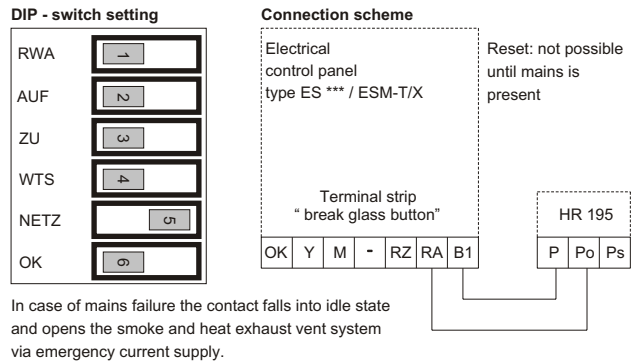 DIP - switch setting
RWA 1
AUF 2
ZU 3
WTS 4
NETZ 5
OK 6
Connection scheme
Electrical
control panel
type ES *** / ESM-T/X
Terminal strip
“ break glass button”
OK Y M - RZ RA B1
Reset: not possible
until mains is
present
HR 195
P Po Ps
In case of mains failure the contact falls into idle state
and opens the smoke and heat exhaust vent system
via emergency current supply.